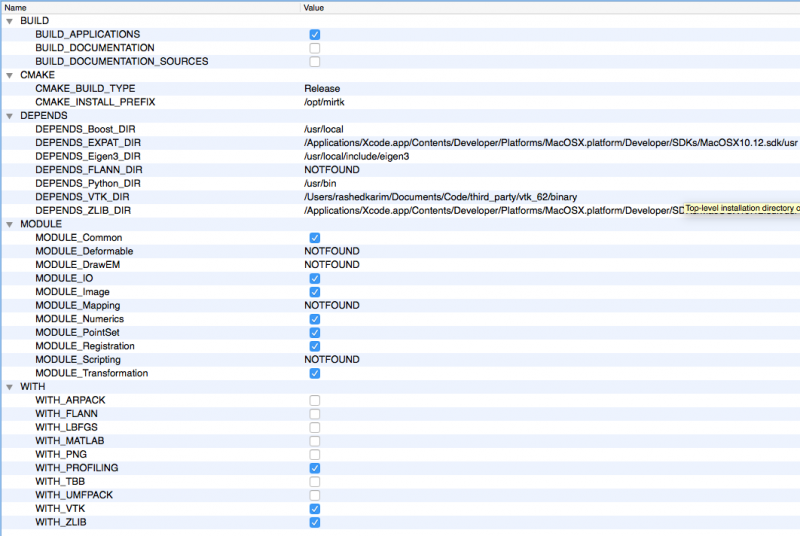 Name Value
BUILD
BUILD_APPLICATIONS
BUILD_DOCUMENTATION
BUILD_DOCUMENTATION_SOURCES
CMAKE
CMAKE_BUILD_TYPE Release
CMAKE_INSTALL_PREFIX /opt/mirtk
DEPENDS
DEPENDS_Boost_DIR /usr/local
DEPENDS_EXPAT_DIR /Applications/Xcode.app/Contents/Developer/Platforms/MacOSX.platform/Developer/SDKs/MacOSX10.12.sdk/usr
DEPENDS_Eigen3_DIR /usr/local/include/eigen3
DEPENDS_FLANN_DIR NOTFOUND
DEPENDS_Python_DIR /usr/bin
DEPENDS_VTK_DIR /Users/rashedkarim/Documents/Code/third_party/vtk_62/binary
DEPENDS_ZLIB_DIR /Applications/Xcode.app/Contents/Developer/Platforms/MacOSX.platform/Developer/SD Top-level installation directory o
MODULE
MODULE_Common
MODULE_Deformable NOTFOUND
MODULE_DrawEM NOTFOUND
MODULE_IO
MODULE_Image
MODULE_Mapping NOTFOUND
MODULE_Numerics
MODULE_PointSet
MODULE_Registration
MODULE_Scripting NOTFOUND
MODULE_Transformation
WITH
WITH_ARPACK
WITH_FLANN
WITH_LBFGS
WITH_MATLAB
WITH_PNG
WITH_PROFILING
WITH_TBB
WITH_UMFPACK
WITH_VTK
WITH_ZLIB